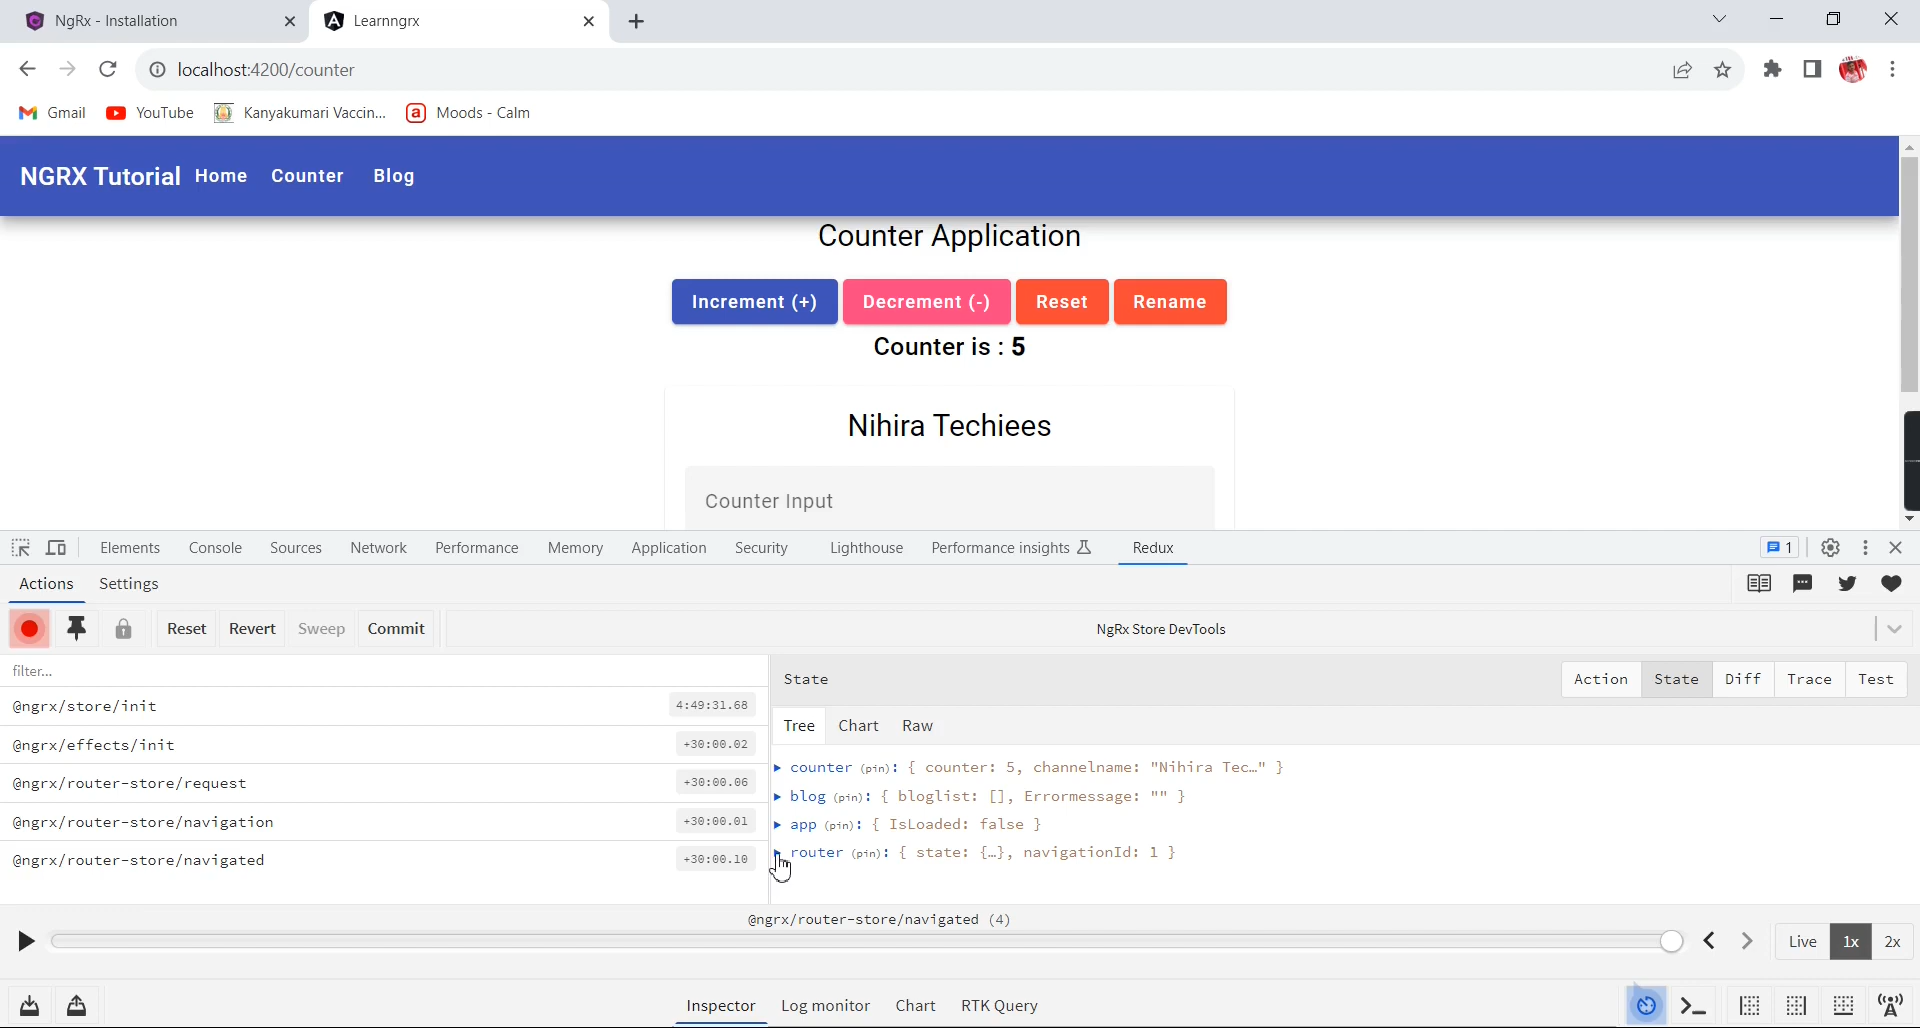 NgRx - Installation
Learnngrx
localhost:4200/counter
Gmail YouTube Kanyakumari Vaccin... a Moods - Calm
NGRX Tutorial Home Counter Blog
Counter Application
Increment (+) Decrement (-) Reset Rename
Counter is : 5
Nihira Techiees
Counter Input
Elements Console Sources Network Performance Memory Application Security Lighthouse Performance insights Redux 1
Actions Settings
Reset Revert Sweep Commit NgRx Store DevTools
filter...
@ngrx/store/init 4:49:31.68
@ngrx/effects/init +30:00.02
@ngrx/router-store/request +30:00.06
@ngrx/router-store/navigation +30:00.01
@ngrx/router-store/navigated +30:00.10
State Action State Diff Trace Test
Tree Chart Raw
counter (pin): { counter: 5, channelname: "Nihira Tec…" }
blog (pin): { bloglist: [], Errormessage: "" }
app (pin): { IsLoaded: false }
router (pin): { state: {…}, navigationId: 1 }
@ngrx/router-store/navigated (4)
Live 1x 2x
Inspector Log monitor Chart RTK Query